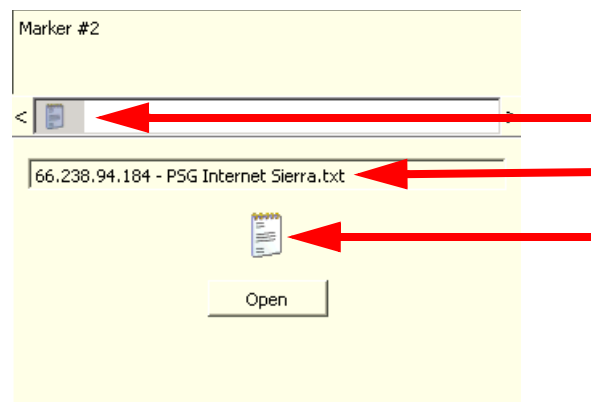 Marker #2
< >
66.238.94.184 - PSG Internet Sierra.txt
Open